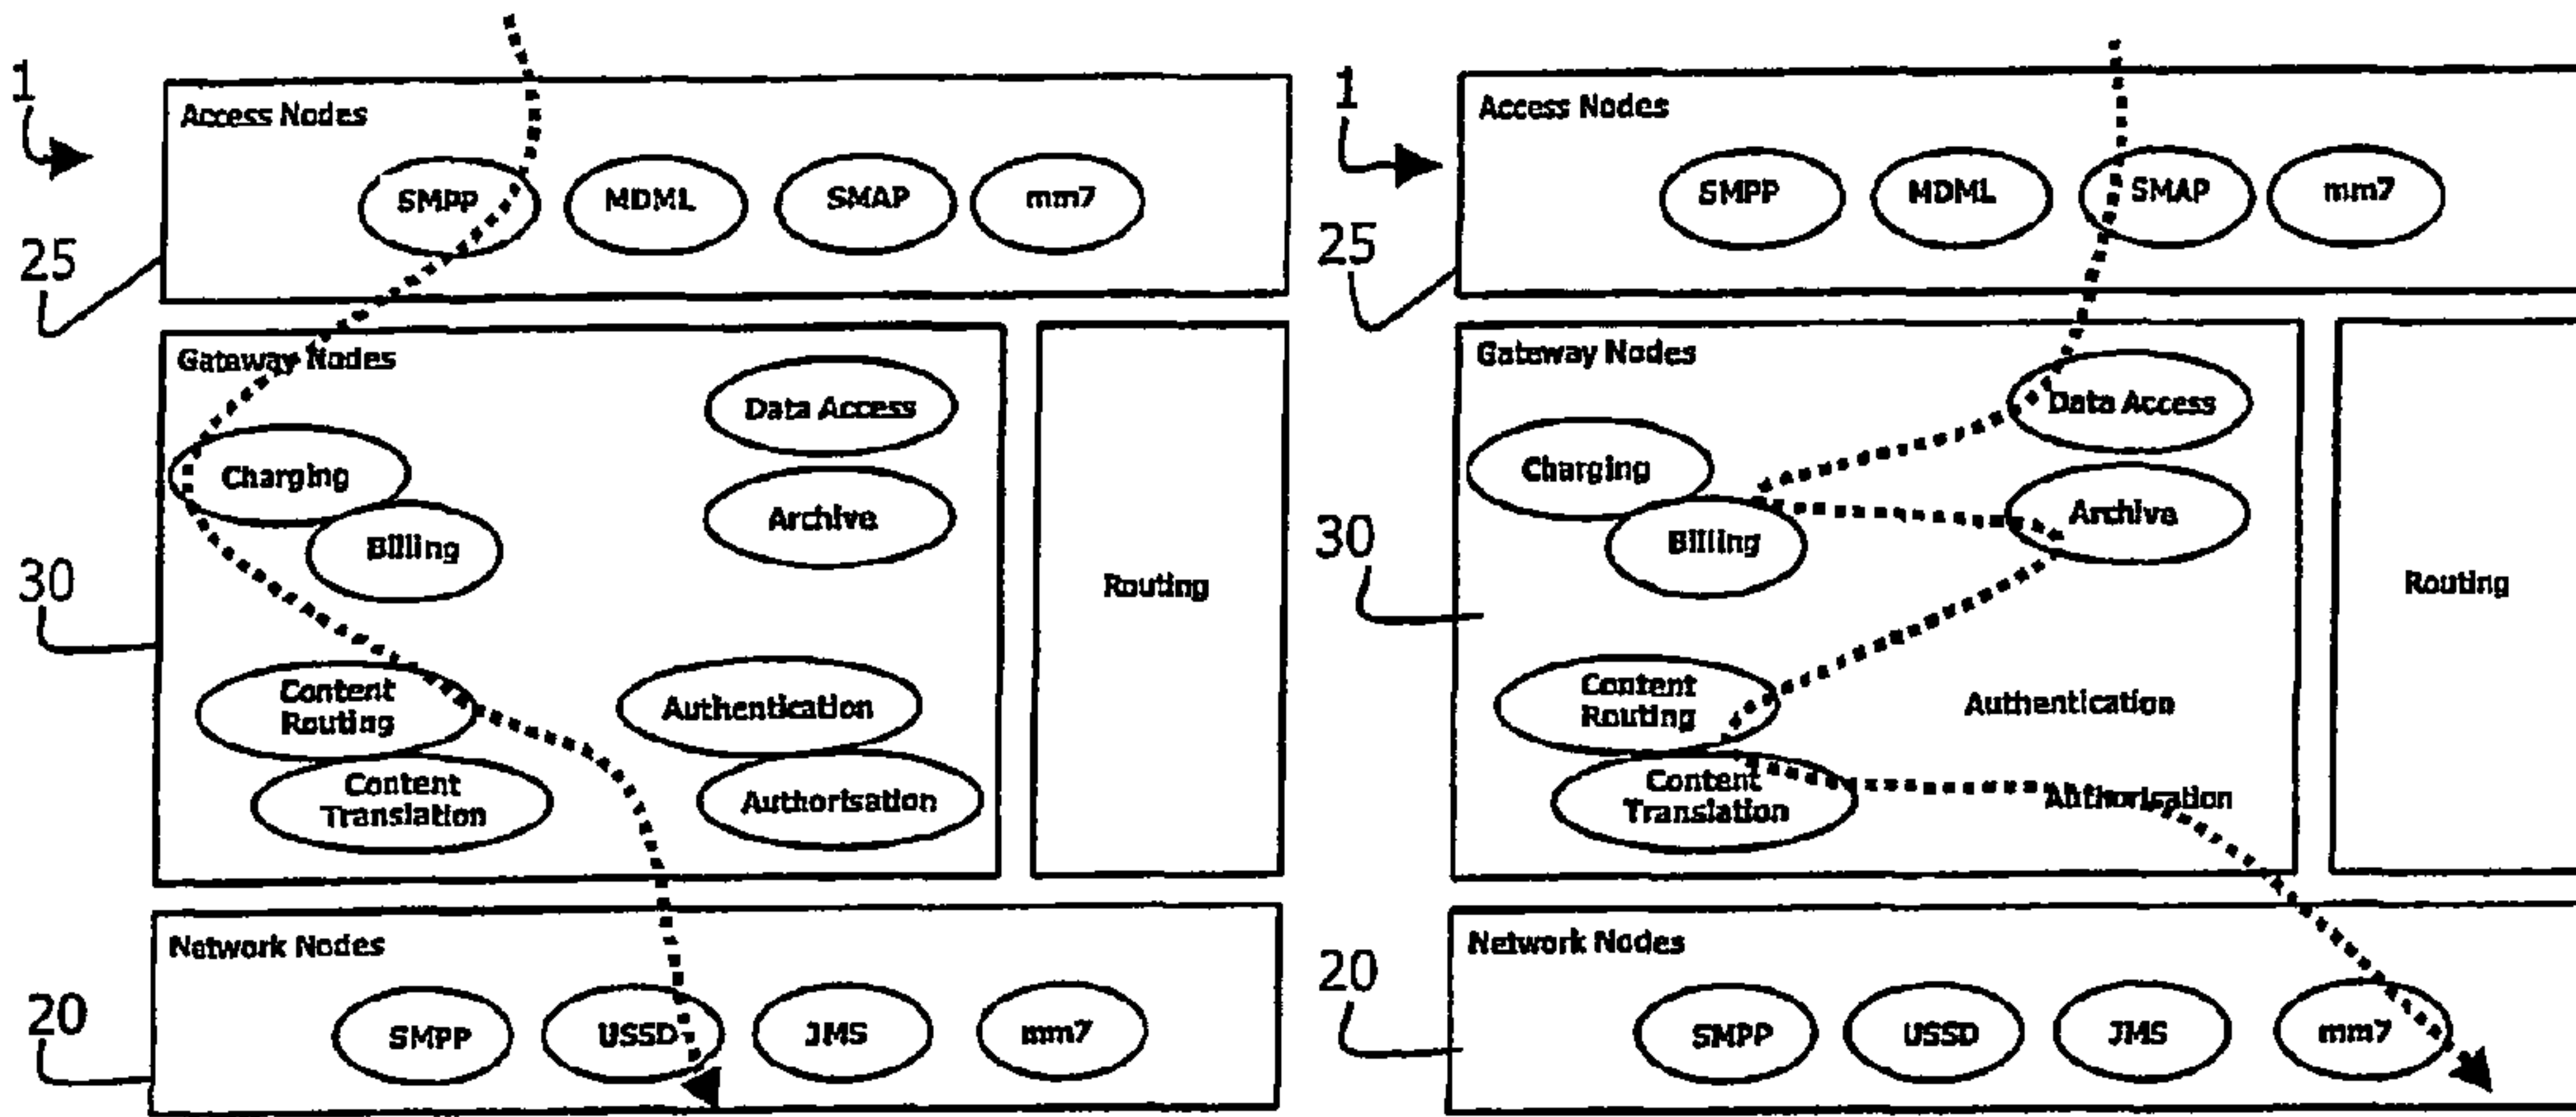 1
Access Nodes
SMPP MDML SMAP mm7
25
Gateway Nodes
Data Access
Charging
Archive
Billing
30
Routing
Content
Routing
Authentication
Content
Translation
Authorisation
Network Nodes
20
SMPP USSD JMS mm7
1
Access Nodes
SMPP MDML SMAP mm7
25
Gateway Nodes
Data Access
Charging
Archive
Billing
30
Routing
Content
Routing
Authentication
Content
Translation
Authorisation
Network Nodes
20
SMPP USSD JMS mm7